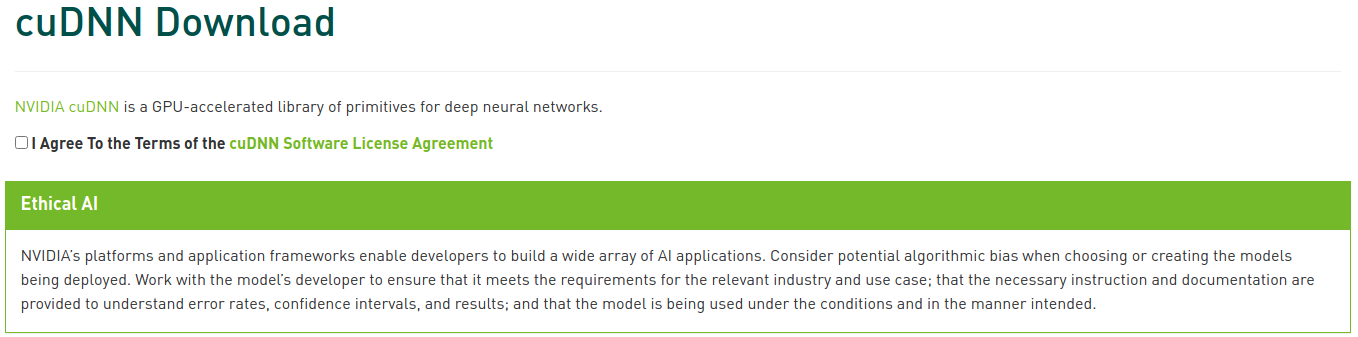 cuDNN Download
NVIDIA cuDNN is a GPU-accelerated library of primitives for deep neural networks.
I Agree To the Terms of the cuDNN Software License Agreement
Ethical AI
NVIDIA’s platforms and application frameworks enable developers to build a wide array of AI applications. Consider potential algorithmic bias when choosing or creating the models
being deployed. Work with the model’s developer to ensure that it meets the requirements for the relevant industry and use case; that the necessary instruction and documentation are
provided to understand error rates, confidence intervals, and results; and that the model is being used under the conditions and in the manner intended.